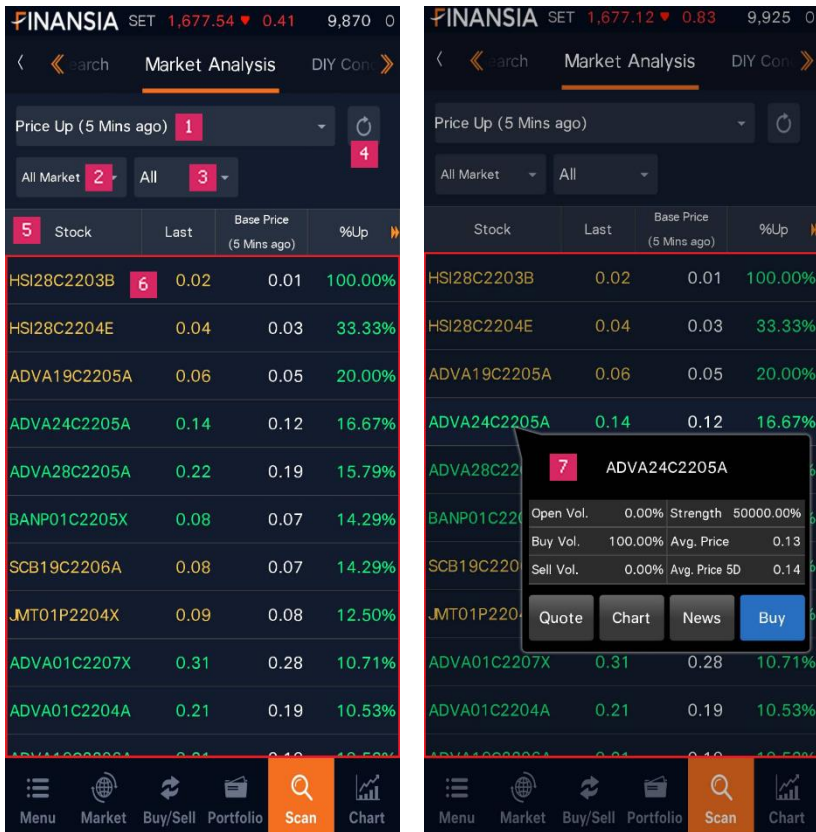 FINANSIA SET 1,677.54 ▼ 0.41 9,870 0
earch Market Analysis DIY Con
Price Up (5 Mins ago) 1
4
All Market 2 All 3
5 Stock Last Base Price (5 Mins ago) %Up
HSI28C2203B 6 0.02 0.01 100.00%
HSI28C2204E 0.04 0.03 33.33%
ADVA19C2205A 0.06 0.05 20.00%
ADVA24C2205A 0.14 0.12 16.67%
ADVA28C2205A 0.22 0.19 15.79%
BANP01C2205X 0.08 0.07 14.29%
SCB19C2206A 0.08 0.07 14.29%
JMT01P2204X 0.09 0.08 12.50%
ADVA01C2207X 0.31 0.28 10.71%
ADVA01C2204A 0.21 0.19 10.53%
Menu Market Buy/Sell Portfolio Scan Chart
FINANSIA SET 1,677.12 ▼ 0.83 9,925 0
earch Market Analysis DIY Con
Price Up (5 Mins ago)
All Market All
Stock Last Base Price (5 Mins ago) %Up
HSI28C2203B 0.02 0.01 100.00%
HSI28C2204E 0.04 0.03 33.33%
ADVA19C2205A 0.06 0.05 20.00%
ADVA24C2205A 0.14 0.12 16.67%
ADVA28C22
7 ADVA24C2205A
Open Vol. 0.00% Strength 50000.00%
BANP01C220
Buy Vol. 100.00% Avg. Price 0.13
SCB19C220
Sell Vol. 0.00% Avg. Price 5D 0.14
JMT01P220
Quote Chart News Buy
ADVA01C2207X 0.31 0.28 10.71%
ADVA01C2204A 0.21 0.19 10.53%
Menu Market Buy/Sell Portfolio Scan Chart